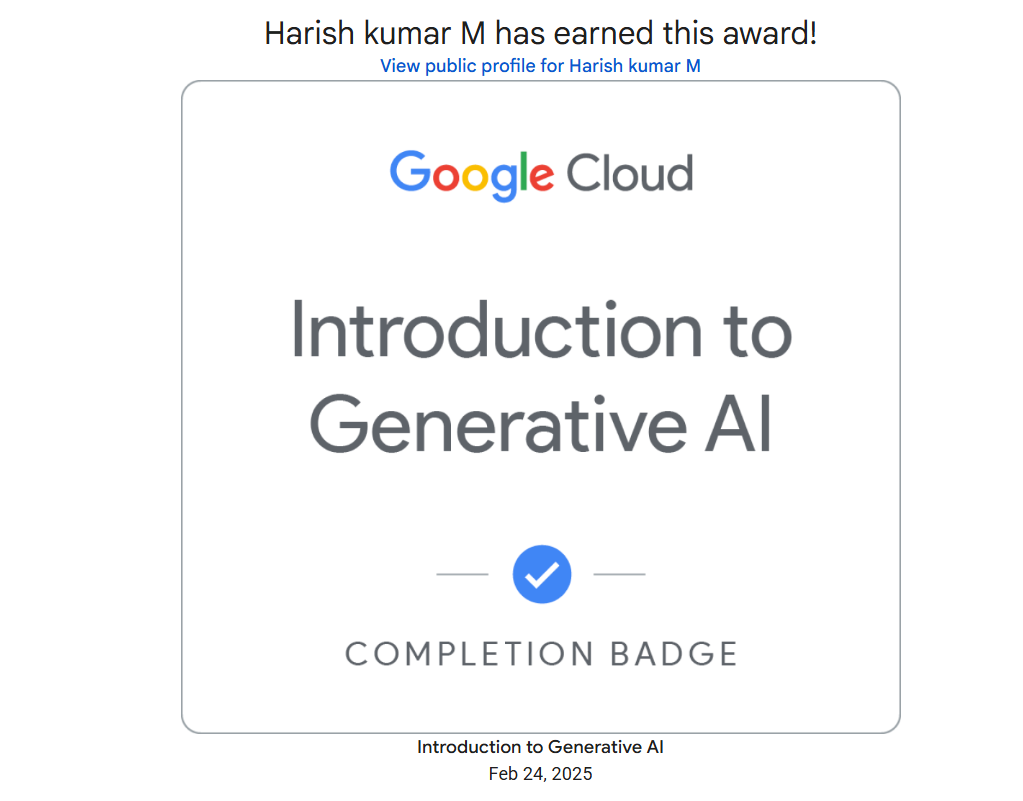 Harish kumar M has earned this award!
View public profile for Harish kumar M
Google Cloud
Introduction to
Generative AI
COMPLETION BADGE
Introduction to Generative AI
Feb 24, 2025